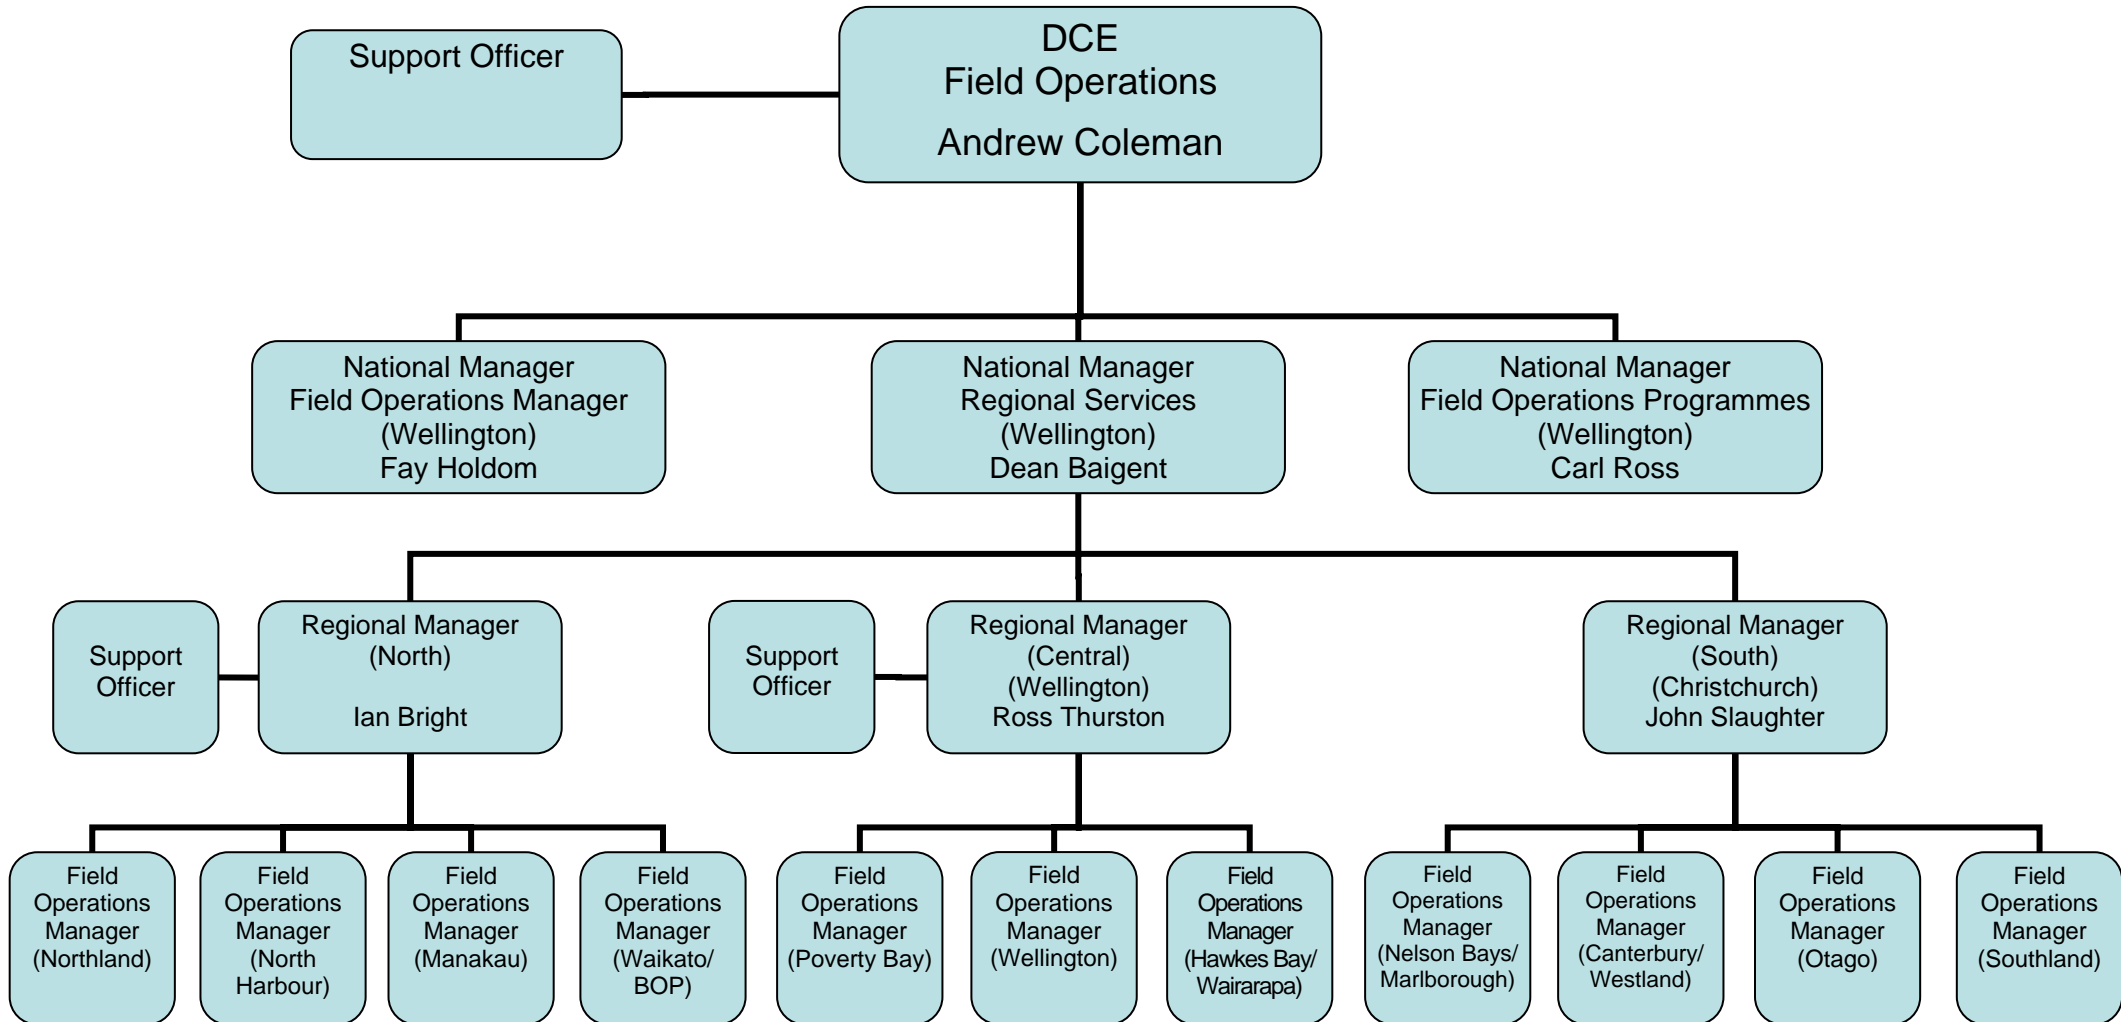 Support Officer
DCE
Field Operations
Andrew Coleman
National Manager
Field Operations Manager
(Wellington)
Fay Holdom
National Manager
Regional Services
(Wellington)
Dean Baigent
National Manager
Field Operations Programmes
(Wellington)
Carl Ross
Support
Officer
Regional Manager
(North)
Ian Bright
Support
Officer
Regional Manager
(Central)
(Wellington)
Ross Thurston
Regional Manager
(South)
(Christchurch)
John Slaughter
Field
Operations
Manager
(Northland)
Field
Operations
Manager
(North
Harbour)
Field
Operations
Manager
(Manakau)
Field
Operations
Manager
(Waikato/
BOP)
Field
Operations
Manager
(Poverty Bay)
Field
Operations
Manager
(Wellington)
Field
Operations
Manager
(Hawkes Bay/
Wairarapa)
Field
Operations
Manager
(Nelson Bays/
Marlborough)
Field
Operations
Manager
(Canterbury/
Westland)
Field
Operations
Manager
(Otago)
Field
Operations
Manager
(Southland)